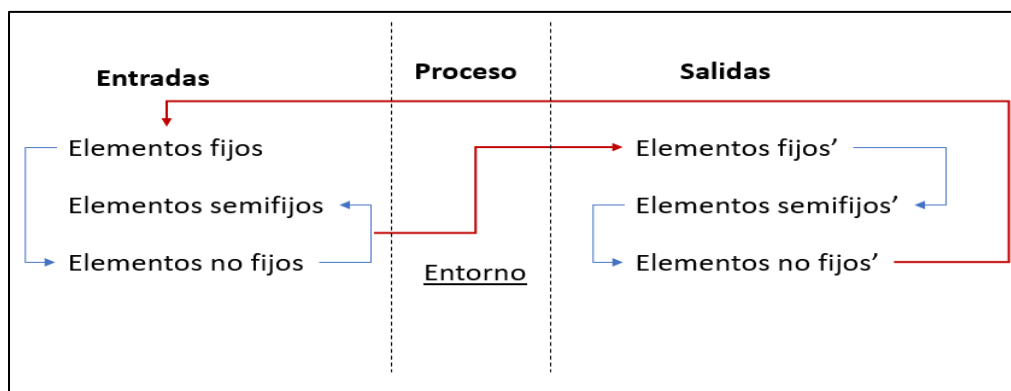 Entradas
Proceso
Salidas
Elementos fijos
Elementos fijos’
Elementos semifijos
Elementos semifijos’
Elementos no fijos
Elementos no fijos’
Entorno